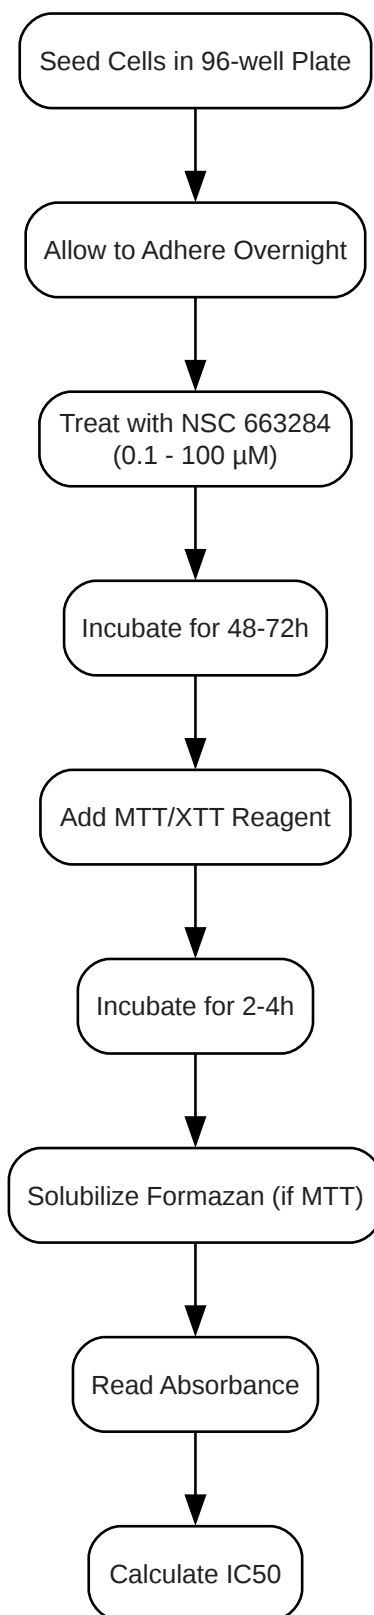 Seed Cells in 96-well Plate
Allow to Adhere Overnight
Treat with NSC 663284
(0.1 - 100 µM)
Incubate for 48-72h
Add MTT/XTT Reagent
Incubate for 2-4h
Solubilize Formazan (if MTT)
Read Absorbance
Calculate IC50